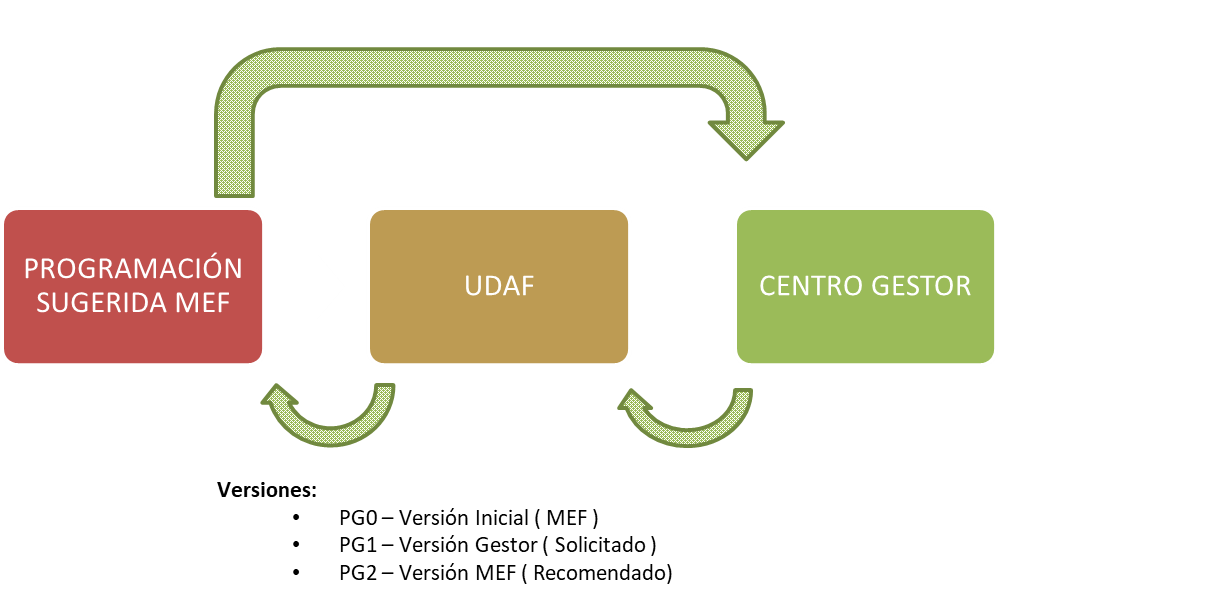 PROGRAMACIÓN
SUGERIDA MEF
UDAF
CENTRO GESTOR
Versiones:
• PG0 – Versión Inicial ( MEF )
• PG1 – Versión Gestor ( Solicitado )
• PG2 – Versión MEF ( Recomendado)